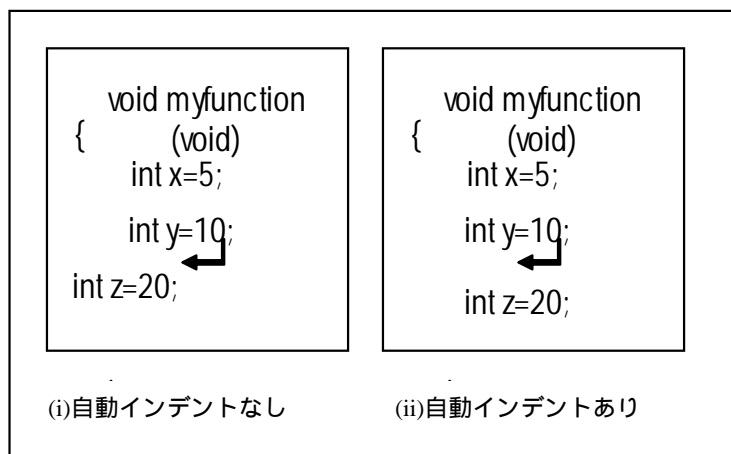 void myfunction
{ (void)
int x=5;
int y=10;
int z=20;
(i)自動インデントなし
void myfunction
{ (void)
int x=5;
int y=10;
int z=20;
(ii)自動インデントあり